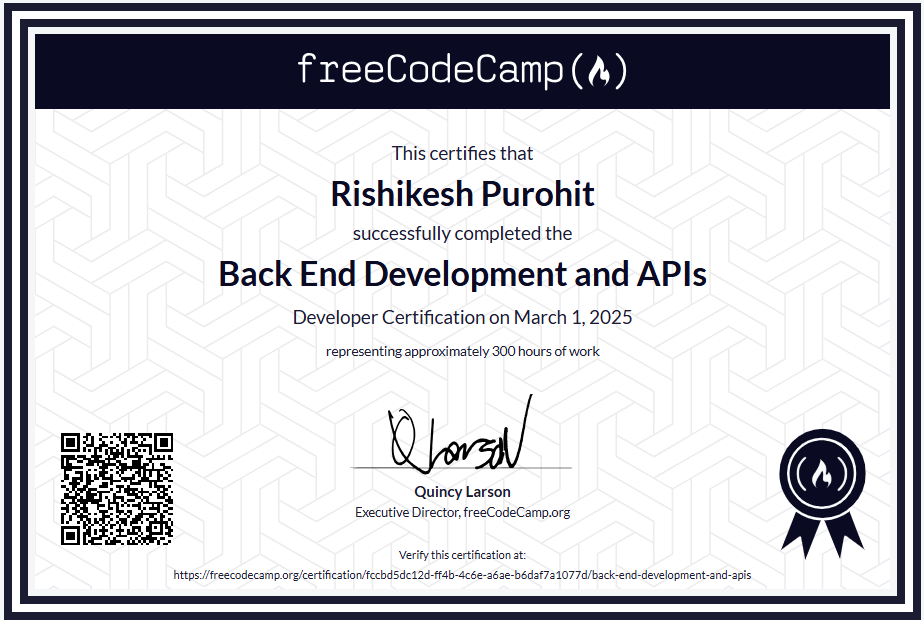 freeCodeCamp(🔥)
This certifies that
Rishikesh Purohit
successfully completed the
Back End Development and APIs
Developer Certification on March 1, 2025
representing approximately 300 hours of work
Q Larson
Quincy Larson
Executive Director, freeCodeCamp.org
Verify this certification at:
https://freecodecamp.org/certification/fccbd5dc12d-ff4b-4c6e-a6ae-b6daf7a1077d/back-end-development-and-apis